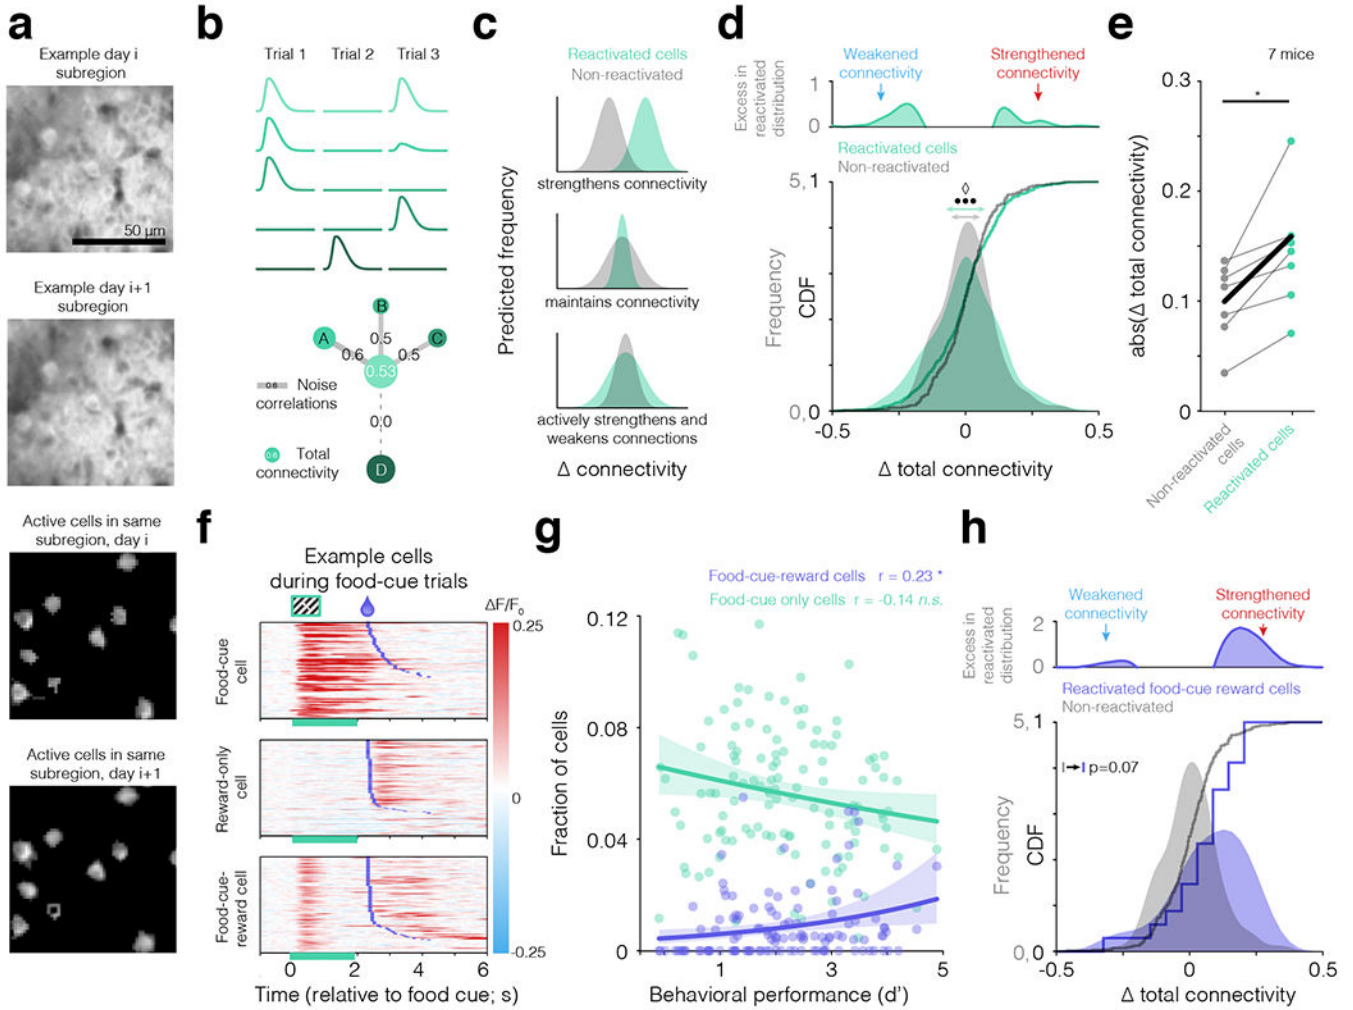 a
Example day i
subregion
50 µm
Example day i+1
subregion
Active cells in same
subregion, day i
Active cells in same
subregion, day i+1
b
Trial 1 Trial 2 Trial 3
B
A
C
0.5
0.6
0.5
0.53
0.0
D
0.6 Noise
correlations
0.6 Total
connectivity
c
Reactivated cells
Non-reactivated
Predicted frequency
strengthens connectivity
maintains connectivity
actively strengthens and
weakens connections
Δ connectivity
d
Weakened
connectivity
Strengthened
connectivity
Excess in
reactivated
distribution
1
0
Reactivated cells
Non-reactivated
5, 1
◊
•••
Frequency
CDF
0, 0
-0.5 0 0.5
Δ total connectivity
e
7 mice
*
0.3
0.2
0.1
0
abs(Δ total connectivity)
Non-reactivated
cells
Reactivated cells
f
Example cells
during food-cue trials
ΔF/F0
0.25
0
-0.25
Food-cue
cell
Reward-only
cell
Food-cue-
reward cell
0 2 4 6
Time (relative to food cue; s)
g
Food-cue-reward cells r = 0.23 *
Food-cue only cells r = -0.14 n.s.
0.12
0.08
0.04
0
Fraction of cells
1 3 5
Behavioral performance (d')
h
Weakened
connectivity
Strengthened
connectivity
Excess in
reactivated
distribution
2
0
Reactivated food-cue reward cells
Non-reactivated
5, 1
p=0.07
Frequency
CDF
0, 0
-0.5 0 0.5
Δ total connectivity